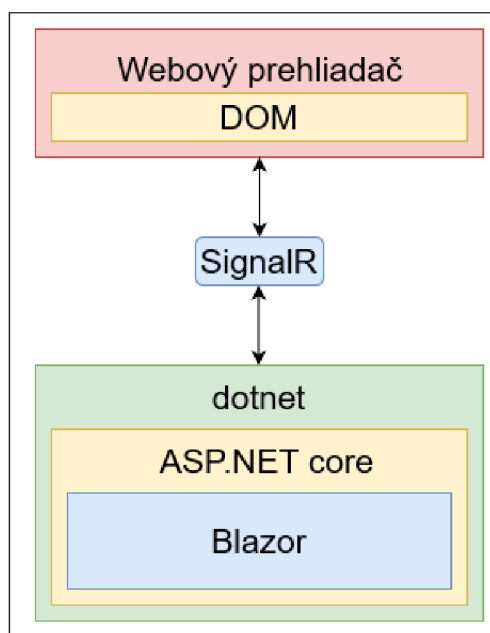 Webový prehliadač
DOM
SignalR
dotnet
ASP.NET core
Blazor